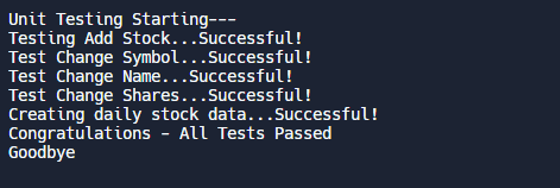 Unit Testing Starting---
Testing Add Stock...Successful!
Test Change Symbol...Successful!
Test Change Name...Successful!
Test Change Shares...Successful!
Creating daily stock data...Successful!
Congratulations - All Tests Passed
Goodbye